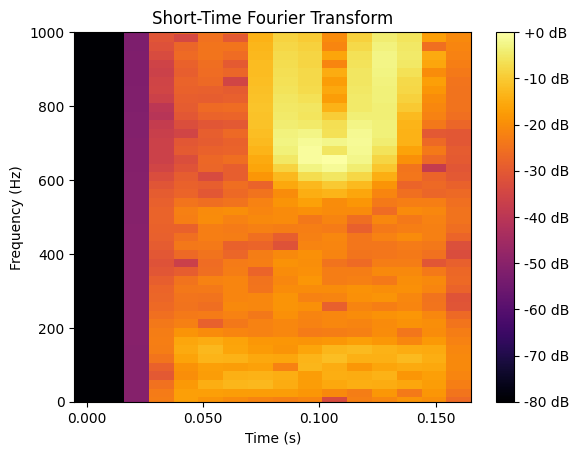 Short-Time Fourier Transform
Frequency (Hz)
1000
800
600
400
200
0
0.000
0.050
0.100
0.150
Time (s)
+0 dB
-10 dB
-20 dB
-30 dB
-40 dB
-50 dB
-60 dB
-70 dB
-80 dB